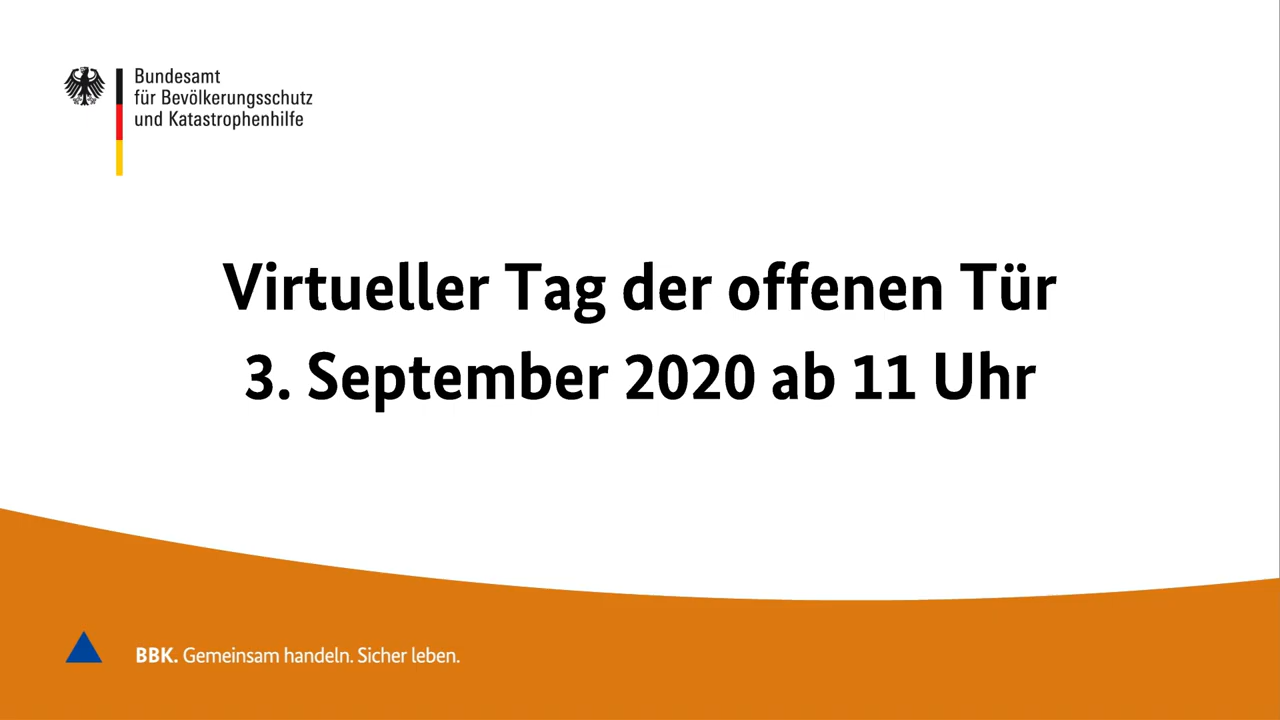 Bundesamt
für Bevölkerungsschutz
und Katastrophenhilfe
Virtueller Tag der offenen Tür
3. September 2020 ab 11 Uhr
BBK. Gemeinsam handeln. Sicher leben.